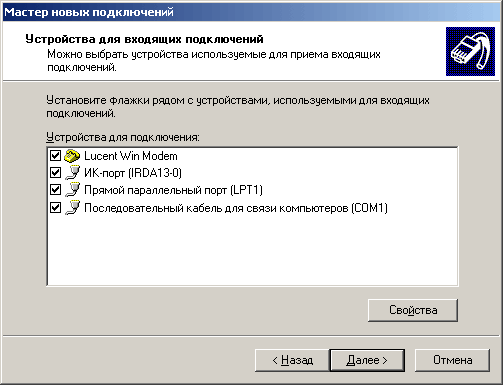 Мастер новых подключений
Устройства для входящих подключений
Можно выбрать устройства используемые для приема входящих
подключений.
Установите флажки рядом с устройствами, используемыми для входящих
подключений.
Устройства для подключения:
Lucent Win Modem
ИК-порт (IRDA13-0)
Прямой параллельный порт (LPT1)
Последовательный кабель для связи компьютеров (COM1)
Свойства
< Назад
Далее >
Отмена